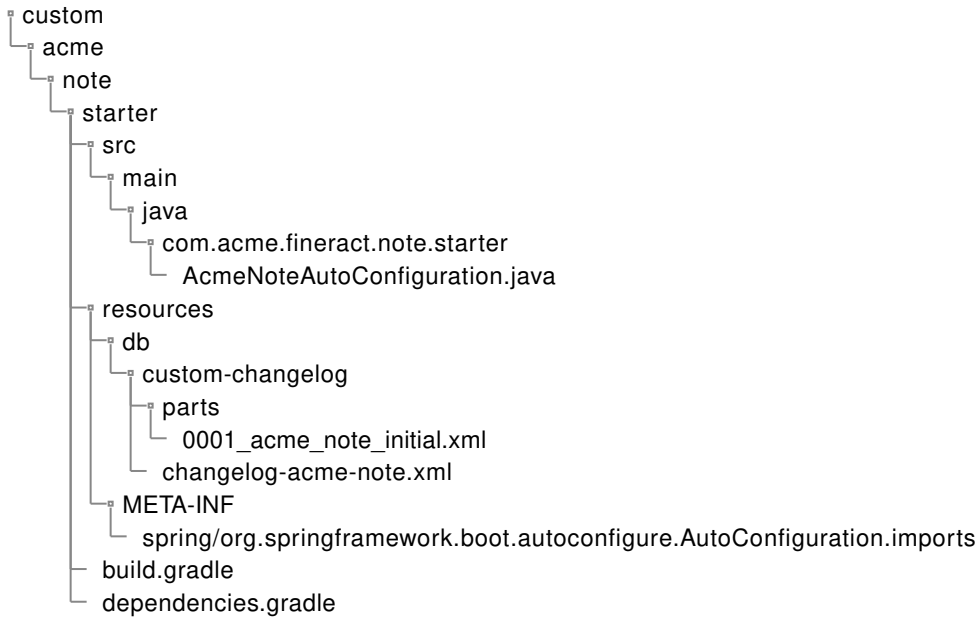 custom
acme
note
starter
src
main
java
com.acme.fineract.note.starter
AcmeNoteAutoConfiguration.java
resources
db
custom-changelog
parts
0001_acme_note_initial.xml
changelog-acme-note.xml
META-INF
spring/org.springframework.boot.autoconfigure.AutoConfiguration.imports
build.gradle
dependencies.gradle